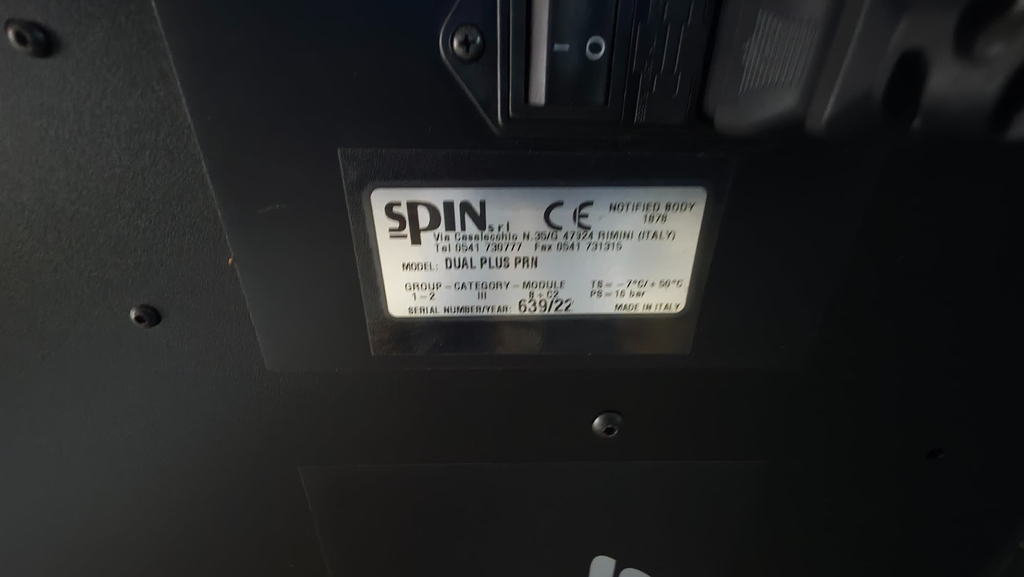 SPIN srl CE NOTIFIED BODY
1878
Via Casalecchio N.35/G 47924 RIMINI (ITALY)
Tel 0541 730777 Fax 0541 731315
MODEL: DUAL PLUS PRN
GROUP - CATEGORY - MODULE TS = - 7°C/ + 50°C
1 - 2 III B + C2 PS = 16 bar
SERIAL NUMBER/YEAR: 639/22 MADE IN ITALY